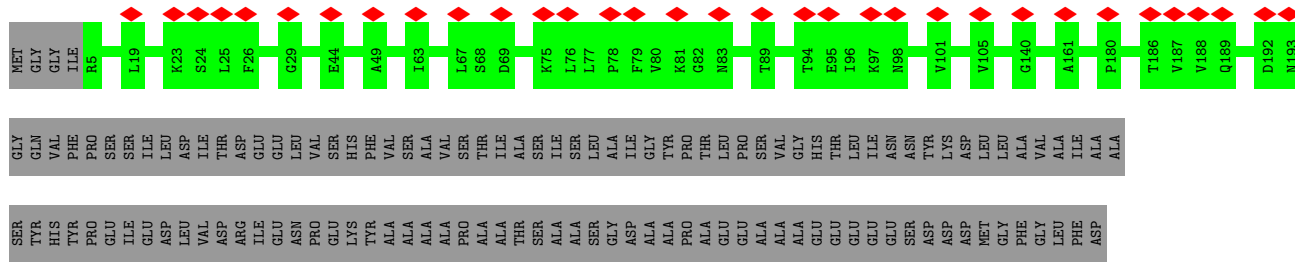 MET GLY GLY ILE R5 L19 K23 S24 L25 F26 G29 E44 A49 I63 L67 S68 D69 K75 L76 L77 P78 F79 V80 K81 G82 N83 T89 T94 E95 I96 K97 N98 V101 V105 G140 A161 P180 T186 V187 V188 Q189 D192 N193
GLY GLN VAL PHE PRO SER SER ILE LEU ASP ILE THR ASP GLU GLU LEU VAL SER HIS PHE VAL SER ALA VAL SER THR ILE ALA SER ILE SER LEU ALA ILE GLY TYR PRO THR LEU PRO SER VAL GLY HIS THR LEU ILE ASN ASN TYR LYS ASP LEU LEU ALA VAL ALA ILE ALA ALA
SER TYR HIS TYR PRO GLU ILE GLU ASP LEU VAL ASP ARG ILE GLU ASN PRO GLU LYS TYR ALA ALA ALA ALA PRO ALA ALA THR SER ALA ALA SER GLY ASP ALA ALA PRO ALA GLU GLU ALA ALA ALA GLU GLU GLU GLU GLU SER ASP ASP ASP MET GLY PHE GLY LEU PHE ASP